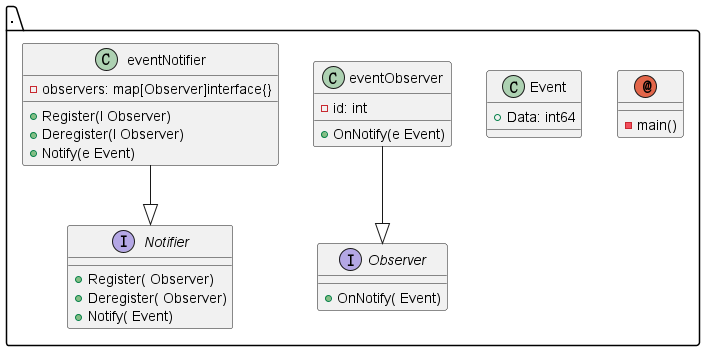 .
C eventNotifier
observers: map[Observer]interface{}
Register(l Observer)
Deregister(l Observer)
Notify(e Event)
C eventObserver
id: int
OnNotify(e Event)
C Event
Data: int64
@
main()
I Notifier
Register( Observer)
Deregister( Observer)
Notify( Event)
I Observer
OnNotify( Event)